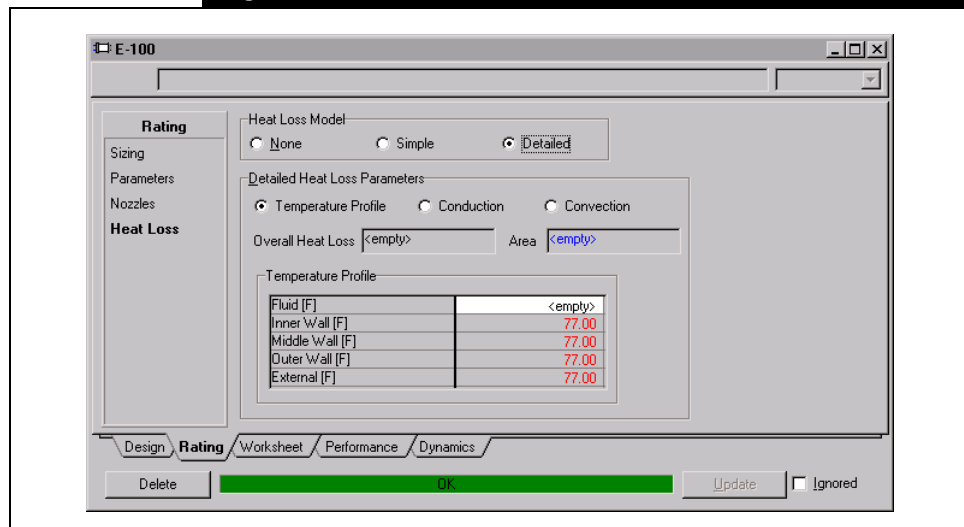 E-100
Rating
Sizing
Parameters
Nozzles
Heat Loss
Heat Loss Model
None Simple Detailed
Detailed Heat Loss Parameters
Temperature Profile Conduction Convection
Overall Heat Loss <empty> Area <empty>
Temperature Profile
Fluid [F] <empty>
Inner Wall [F] 77.00
Middle Wall [F] 77.00
Outer Wall [F] 77.00
External [F] 77.00
Design Rating Worksheet Performance Dynamics
Delete OK Update Ignored